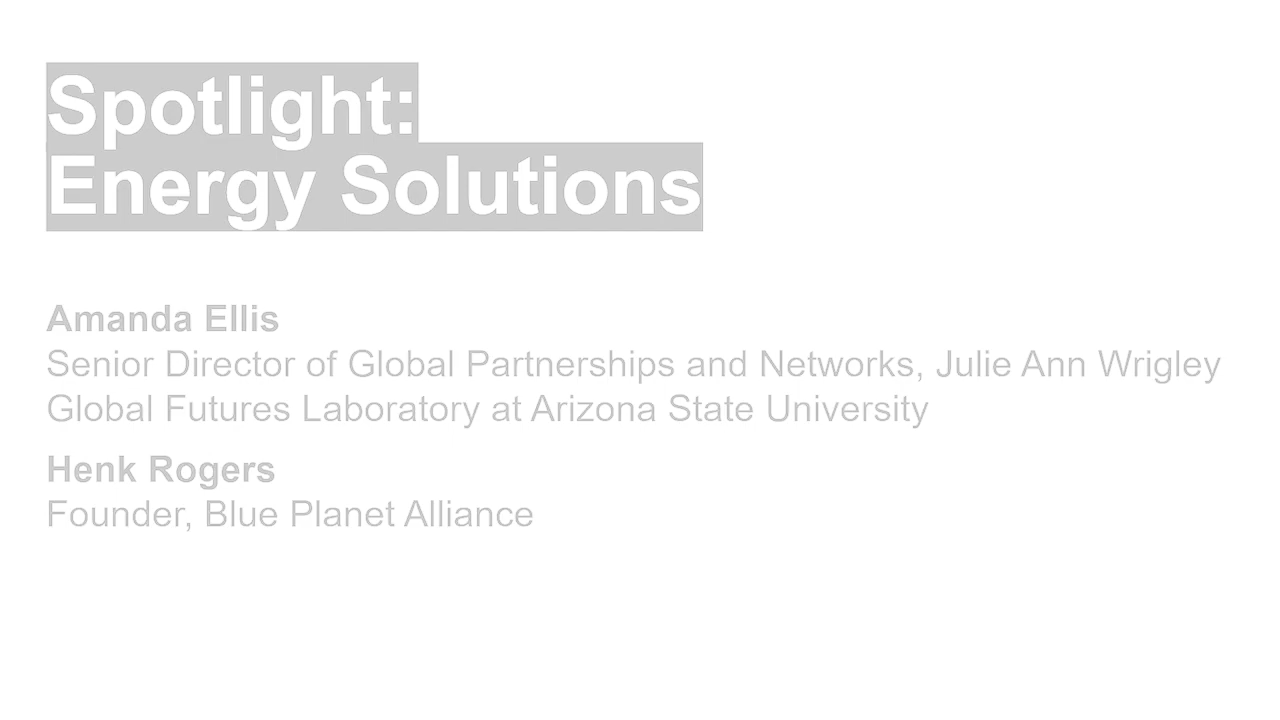 Spotlight:
Energy Solutions
Amanda Ellis
Senior Director of Global Partnerships and Networks, Julie Ann Wrigley
Global Futures Laboratory at Arizona State University
Henk Rogers
Founder, Blue Planet Alliance